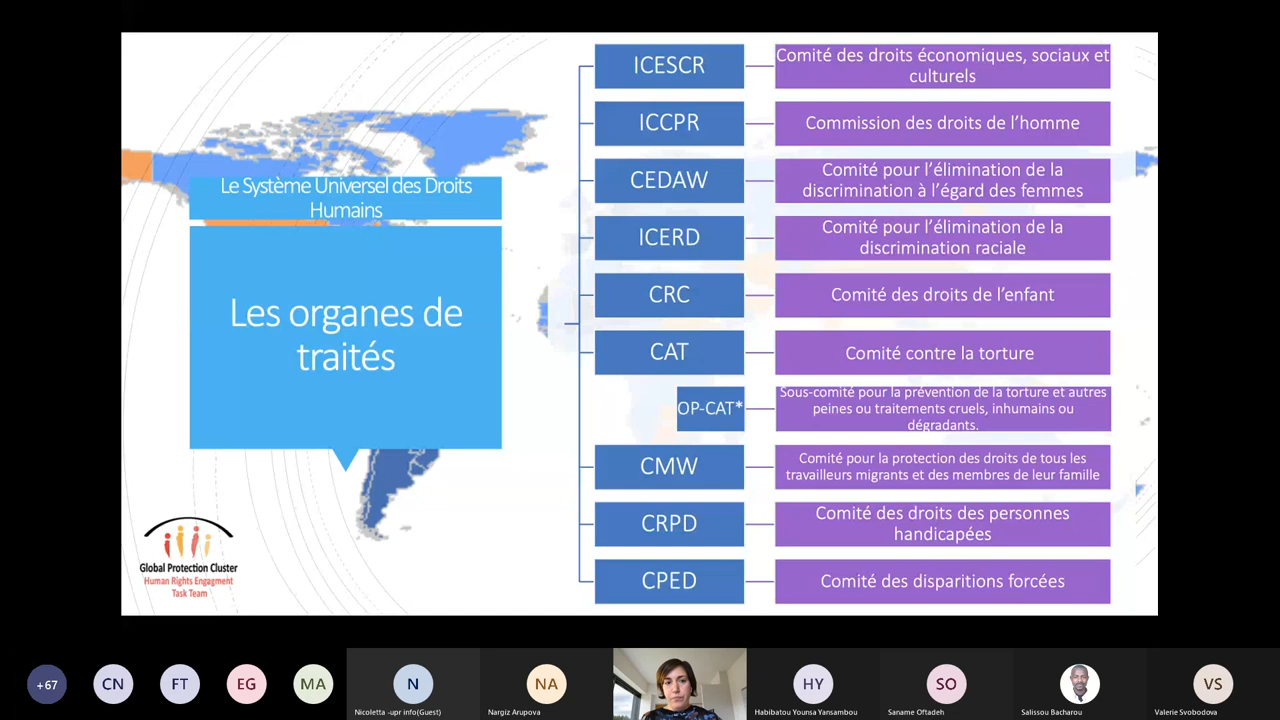 Le Système Universel des Droits
Humains
Les organes de
traités
Global Protection Cluster
Human Rights Engagment
Task Team
ICESCR
Comité des droits économiques, sociaux et
culturels
ICCPR
Commission des droits de l’homme
CEDAW
Comité pour l’élimination de la
discrimination à l’égard des femmes
ICERD
Comité pour l’élimination de la
discrimination raciale
CRC
Comité des droits de l’enfant
CAT
Comité contre la torture
OP-CAT*
Sous-comité pour la prévention de la torture et autres
peines ou traitements cruels, inhumains ou
dégradants.
CMW
Comité pour la protection des droits de tous les
travailleurs migrants et des membres de leur famille
CRPD
Comité des droits des personnes
handicapées
CPED
Comité des disparitions forcées
+67
CN
FT
EG
MA
N
Nicoletta -upr info(Guest)
NA
Nargiz Arupova
HY
Habibatou Younsa Yansambou
SO
Saname Oftadeh
Salissou Bacharou
VS
Valerie Svobodova